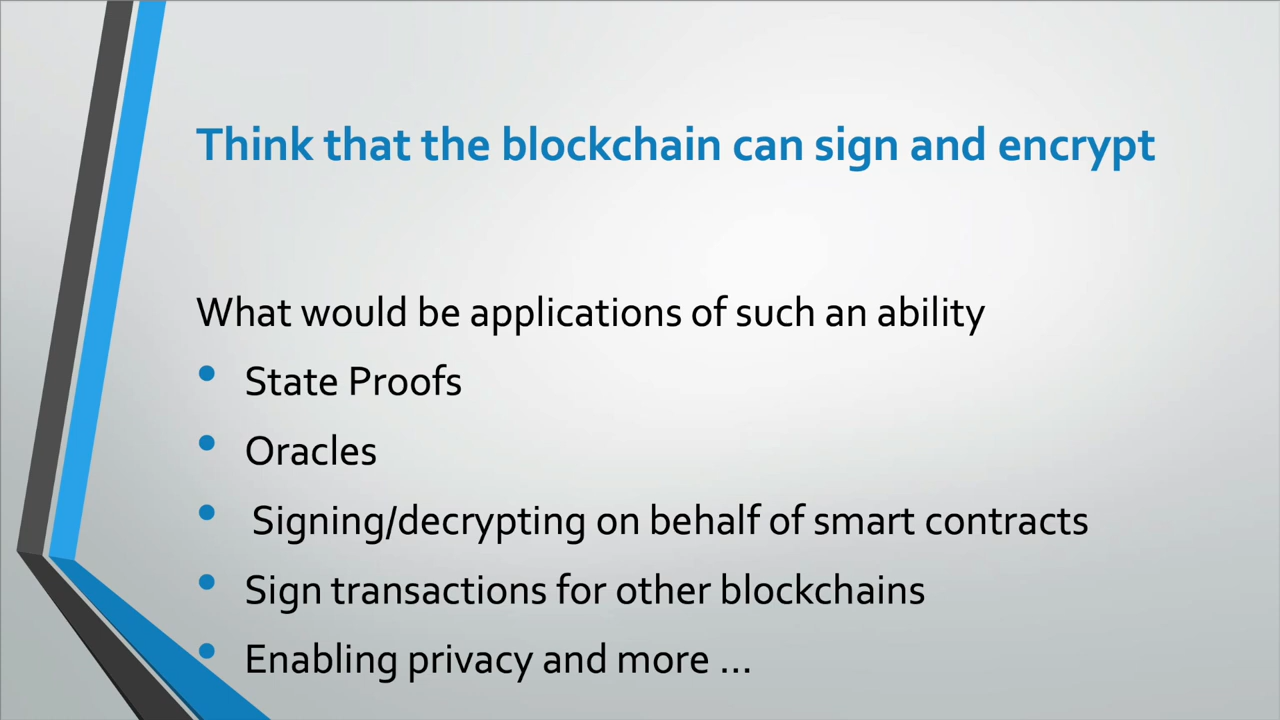 Think that the blockchain can sign and encrypt
What would be applications of such an ability
• State Proofs
• Oracles
• Signing/decrypting on behalf of smart contracts
• Sign transactions for other blockchains
• Enabling privacy and more ...